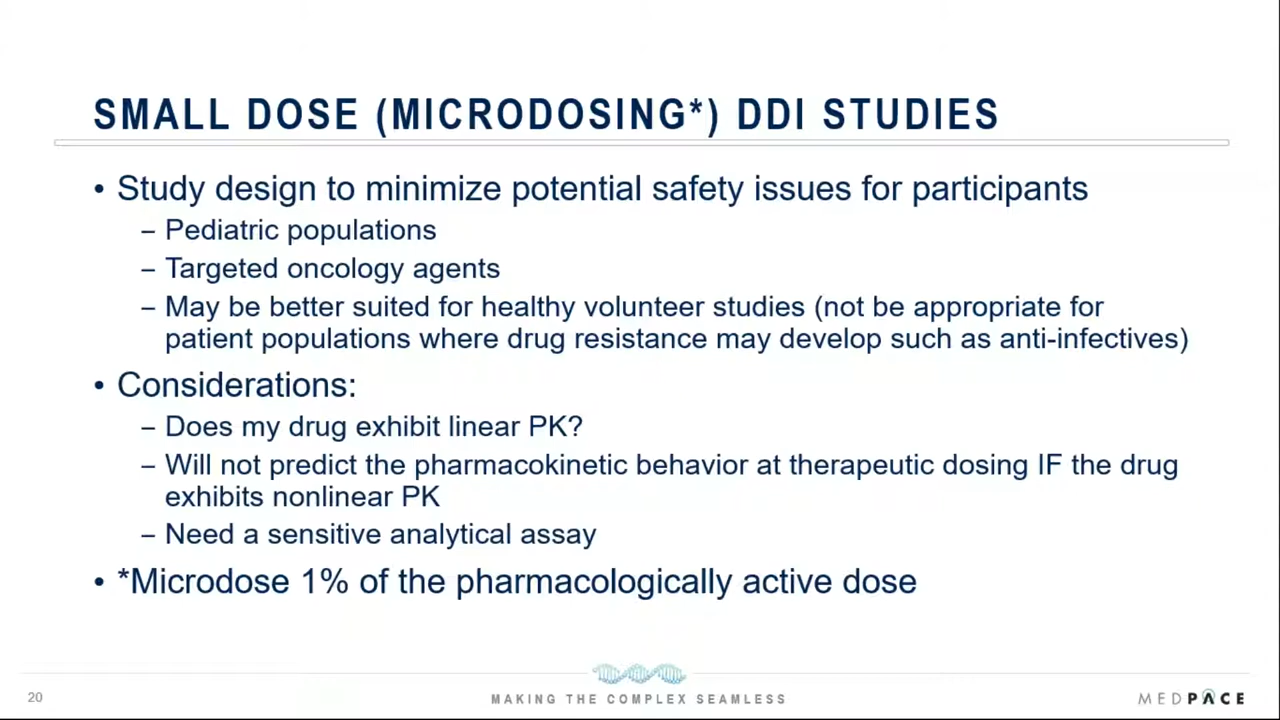 SMALL DOSE (MICRODOSING*) DDI STUDIES
• Study design to minimize potential safety issues for participants
– Pediatric populations
– Targeted oncology agents
– May be better suited for healthy volunteer studies (not be appropriate for
patient populations where drug resistance may develop such as anti-infectives)
• Considerations:
– Does my drug exhibit linear PK?
– Will not predict the pharmacokinetic behavior at therapeutic dosing IF the drug
exhibits nonlinear PK
– Need a sensitive analytical assay
• *Microdose 1% of the pharmacologically active dose
20
MAKING THE COMPLEX SEAMLESS
MEDPACE